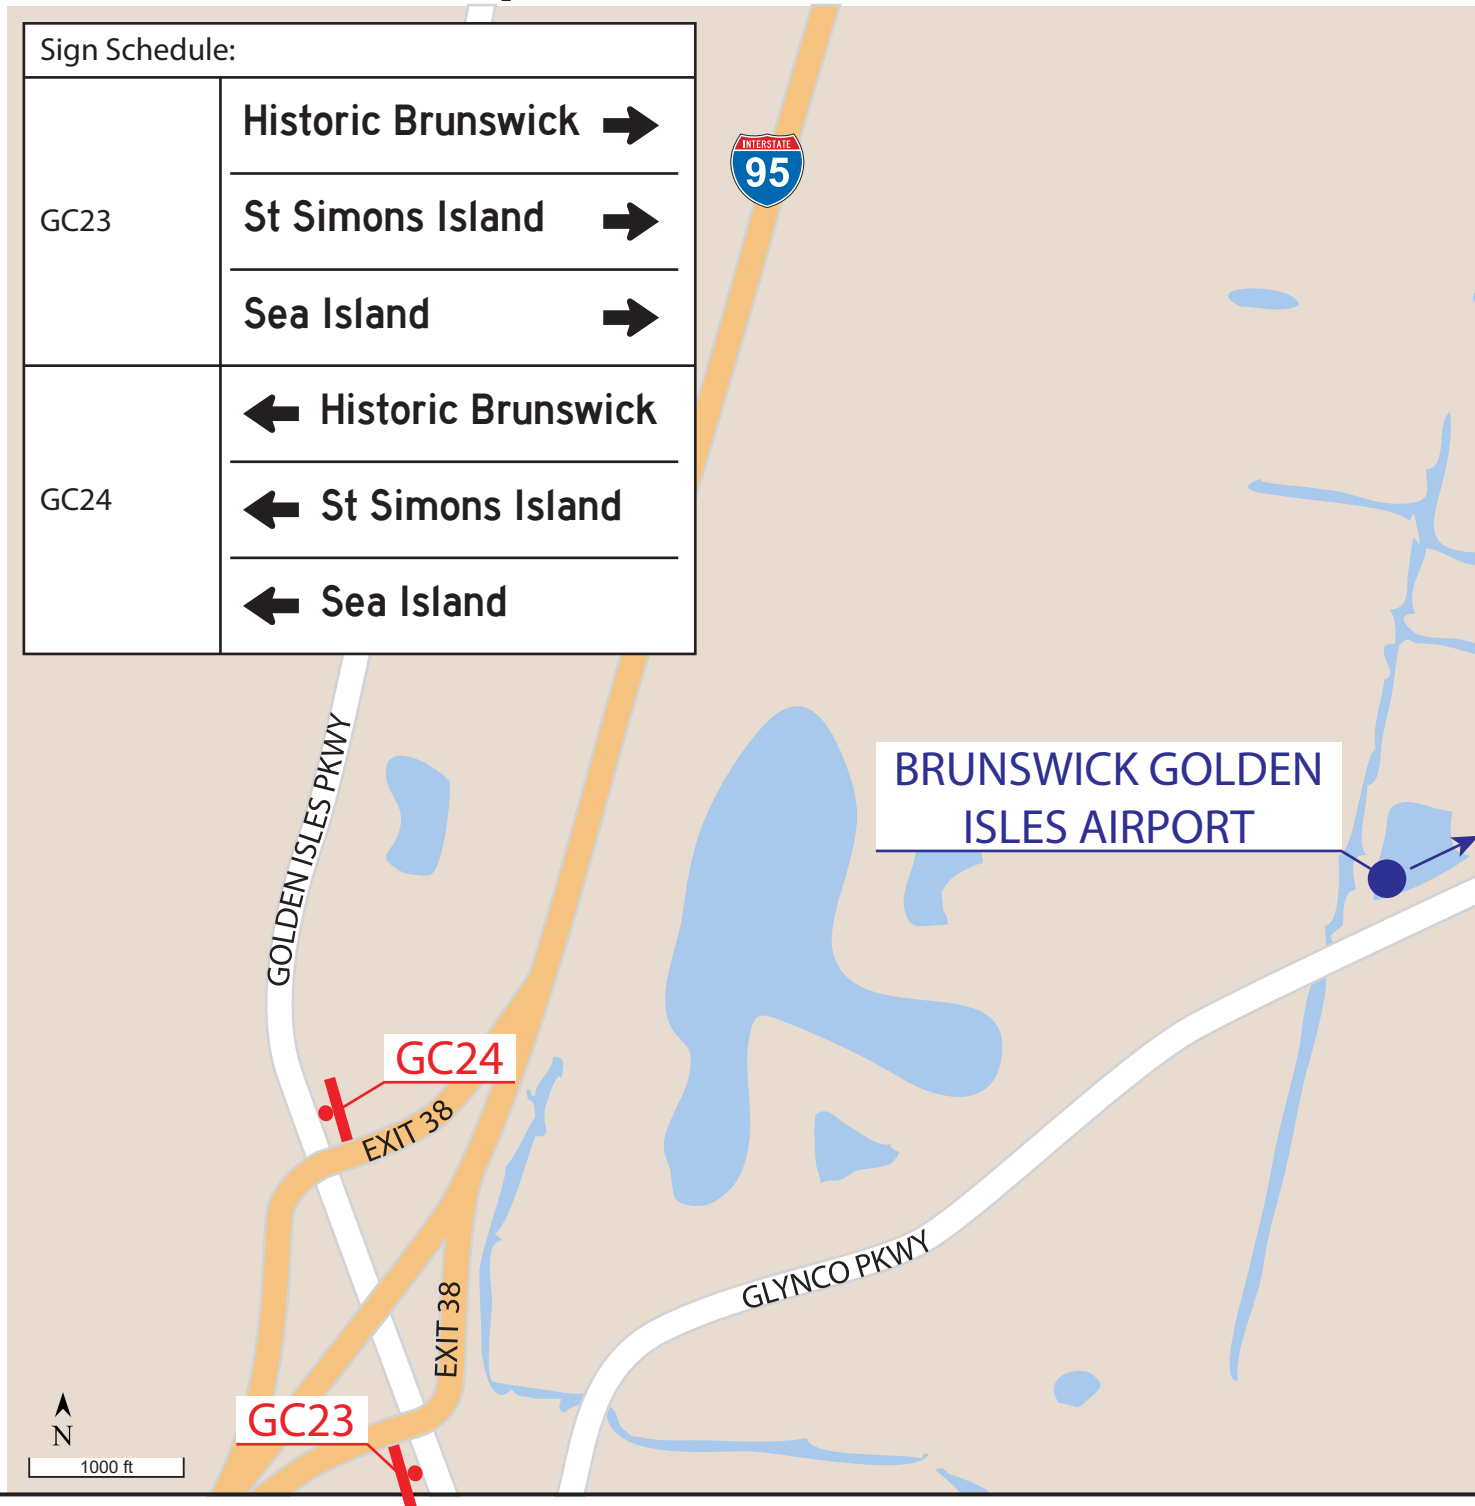 Sign Schedule:
GC23
Historic Brunswick
St Simons Island
Sea Island
GC24
Historic Brunswick
St Simons Island
Sea Island
INTERSTATE
95
GOLDEN ISLES PKWY
BRUNSWICK GOLDEN
ISLES AIRPORT
GC24
EXIT 38
EXIT 38
GLYNCO PKWY
GC23
N
1000 ft